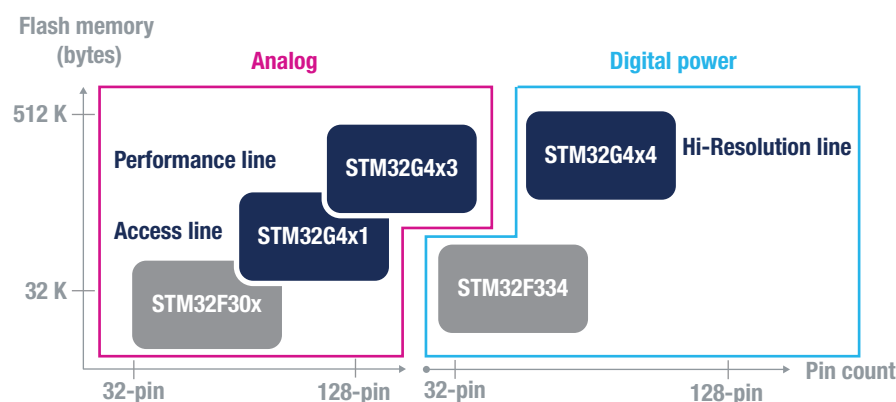 Flash memory
(bytes)
Analog
Digital power
512 K
Performance line
STM32G4x3
STM32G4x4
Hi-Resolution line
Access line
STM32G4x1
32 K
STM32F30x
STM32F334
Pin count
32-pin
128-pin
32-pin
128-pin